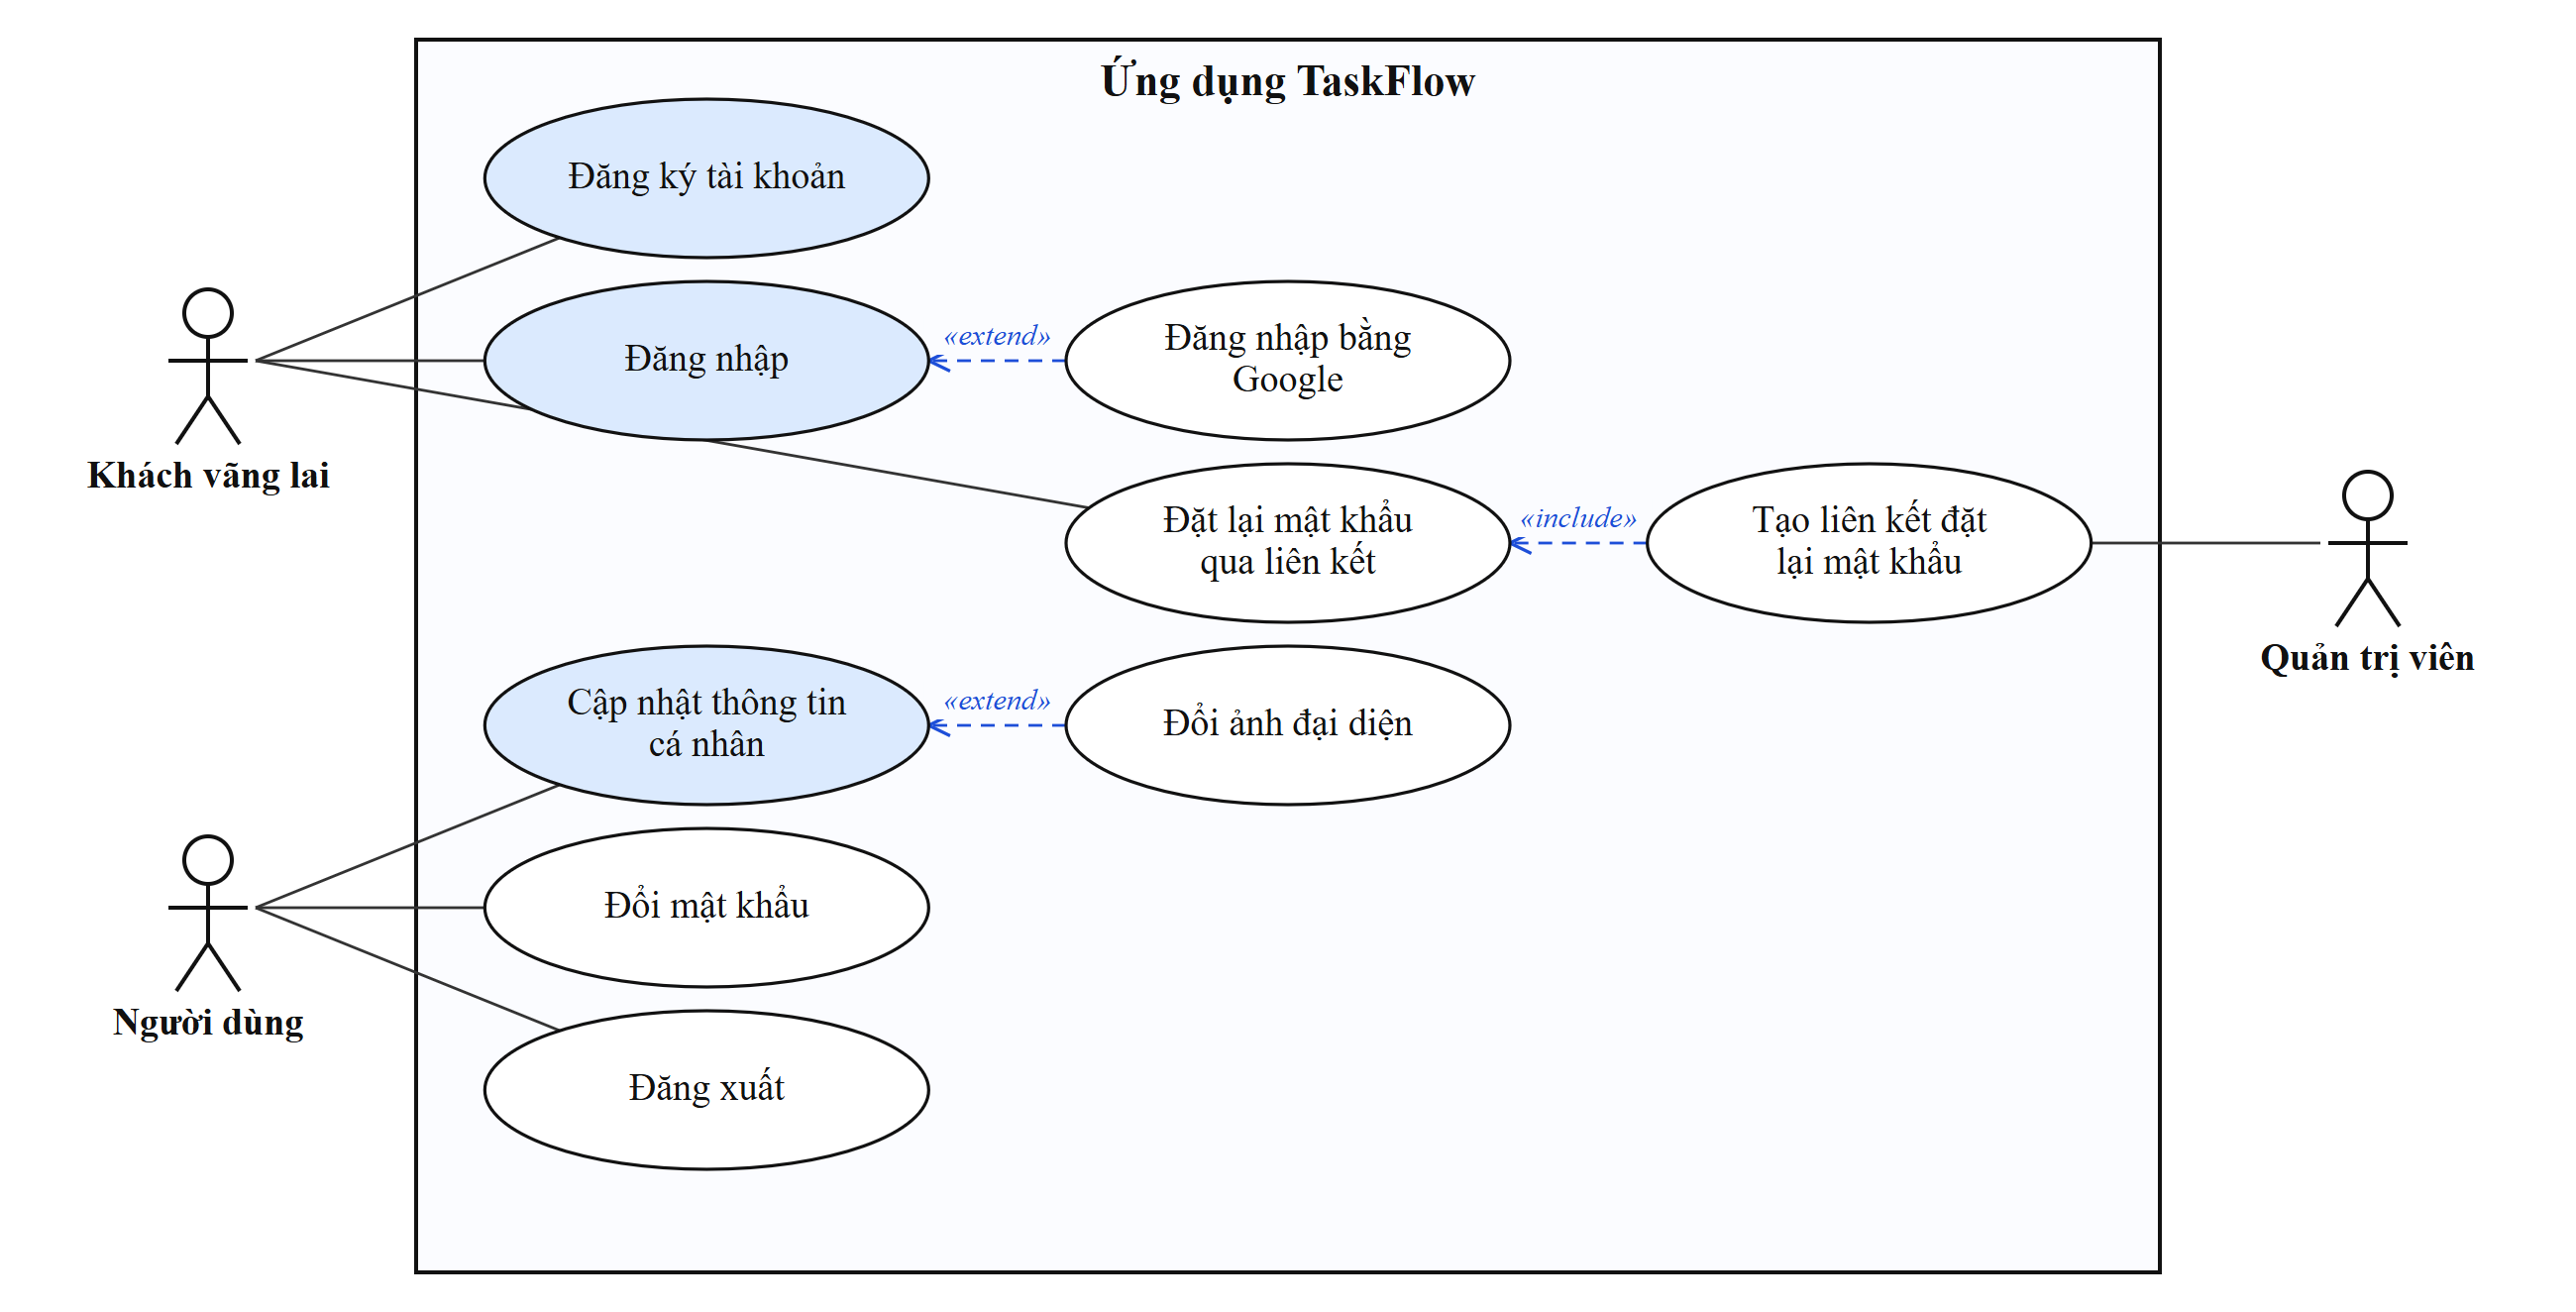 Ứng dụng TaskFlow
Đăng ký tài khoản
Đăng nhập
«extend»
Đăng nhập bằng
Google
Khách vãng lai
Đặt lại mật khẩu
qua liên kết
«include»
Tạo liên kết đặt
lại mật khẩu
Quản trị viên
Cập nhật thông tin
cá nhân
«extend»
Đổi ảnh đại diện
Đổi mật khẩu
Người dùng
Đăng xuất